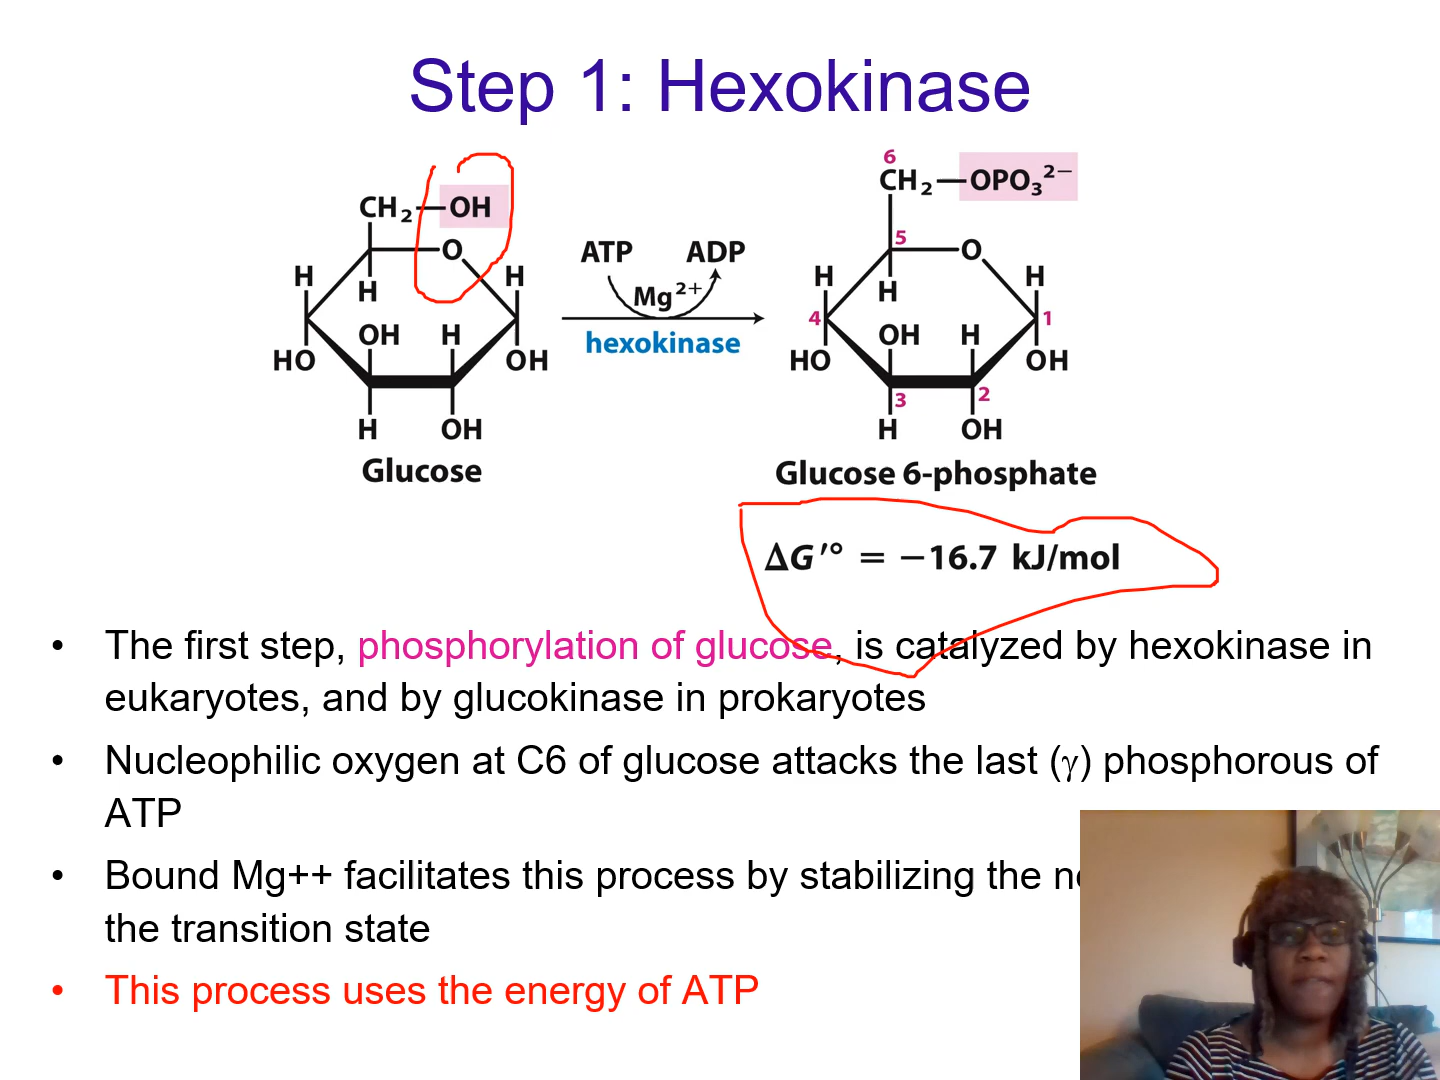 Step 1: Hexokinase
CH2—OH
O
H
H
H
OH
H
HO
OH
H
OH
Glucose
ATP
ADP
Mg2+
hexokinase
6
CH2—OPO3 2−
5
O
H
H
H
4
1
OH
H
HO
OH
3
2
H
OH
Glucose 6-phosphate
ΔG′° = −16.7 kJ/mol
• The first step, phosphorylation of glucose, is catalyzed by hexokinase in
eukaryotes, and by glucokinase in prokaryotes
• Nucleophilic oxygen at C6 of glucose attacks the last (γ) phosphorous of
ATP
• Bound Mg++ facilitates this process by stabilizing the
the transition state
• This process uses the energy of ATP